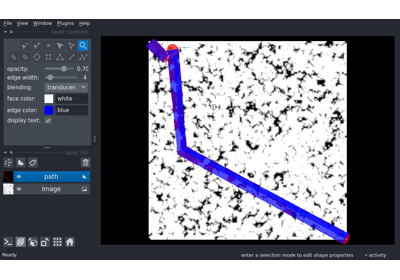 File View Window Plugins Help
layer controls
opacity: 0.70
edge width: 4
blending: translucen
face color: white
edge color: blue
display text:
layer list
path
Image
Ready
enter a selection mode to edit shape properties
activity